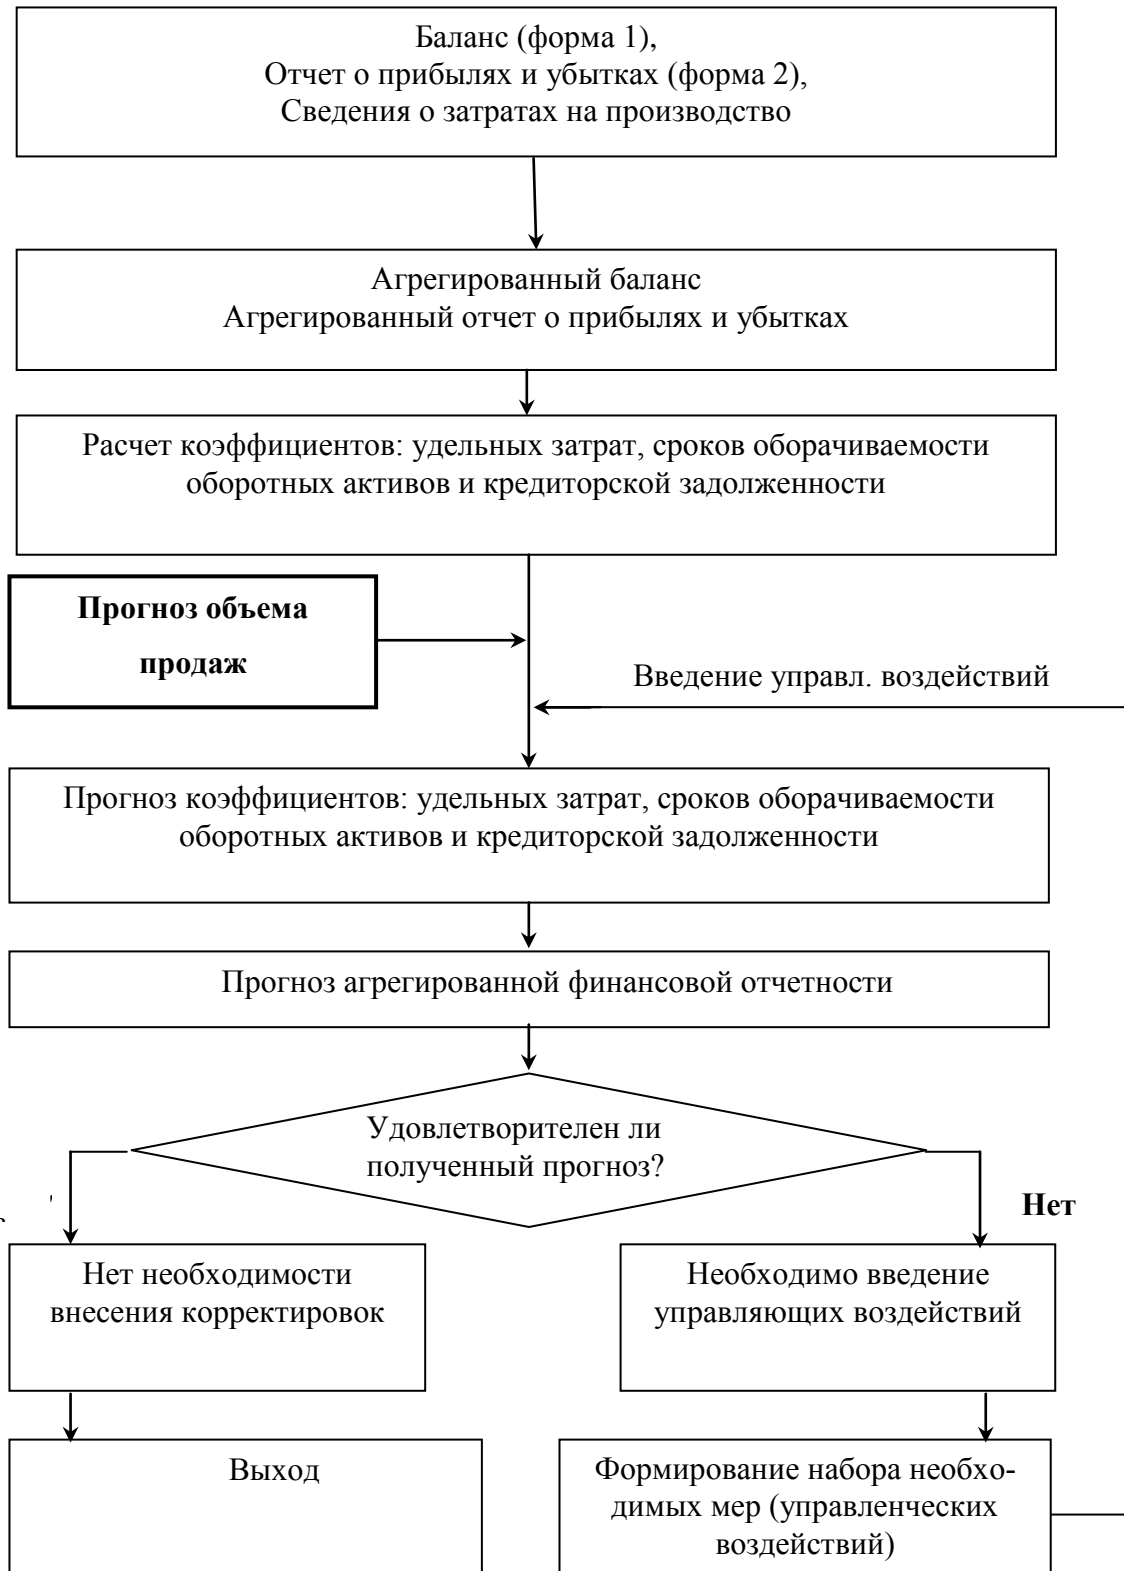 Баланс (форма 1),
Отчет о прибылях и убытках (форма 2),
Сведения о затратах на производство
Агрегированный баланс
Агрегированный отчет о прибылях и убытках
Расчет коэффициентов: удельных затрат, сроков оборачиваемости
оборотных активов и кредиторской задолженности
Прогноз объема
продаж
Введение управл. воздействий
Прогноз коэффициентов: удельных затрат, сроков оборачиваемости
оборотных активов и кредиторской задолженности
Прогноз агрегированной финансовой отчетности
Удовлетворителен ли
полученный прогноз?
Нет
Нет необходимости
внесения корректировок
Необходимо введение
управляющих воздействий
Выход
Формирование набора необхо-
димых мер (управленческих
воздействий)